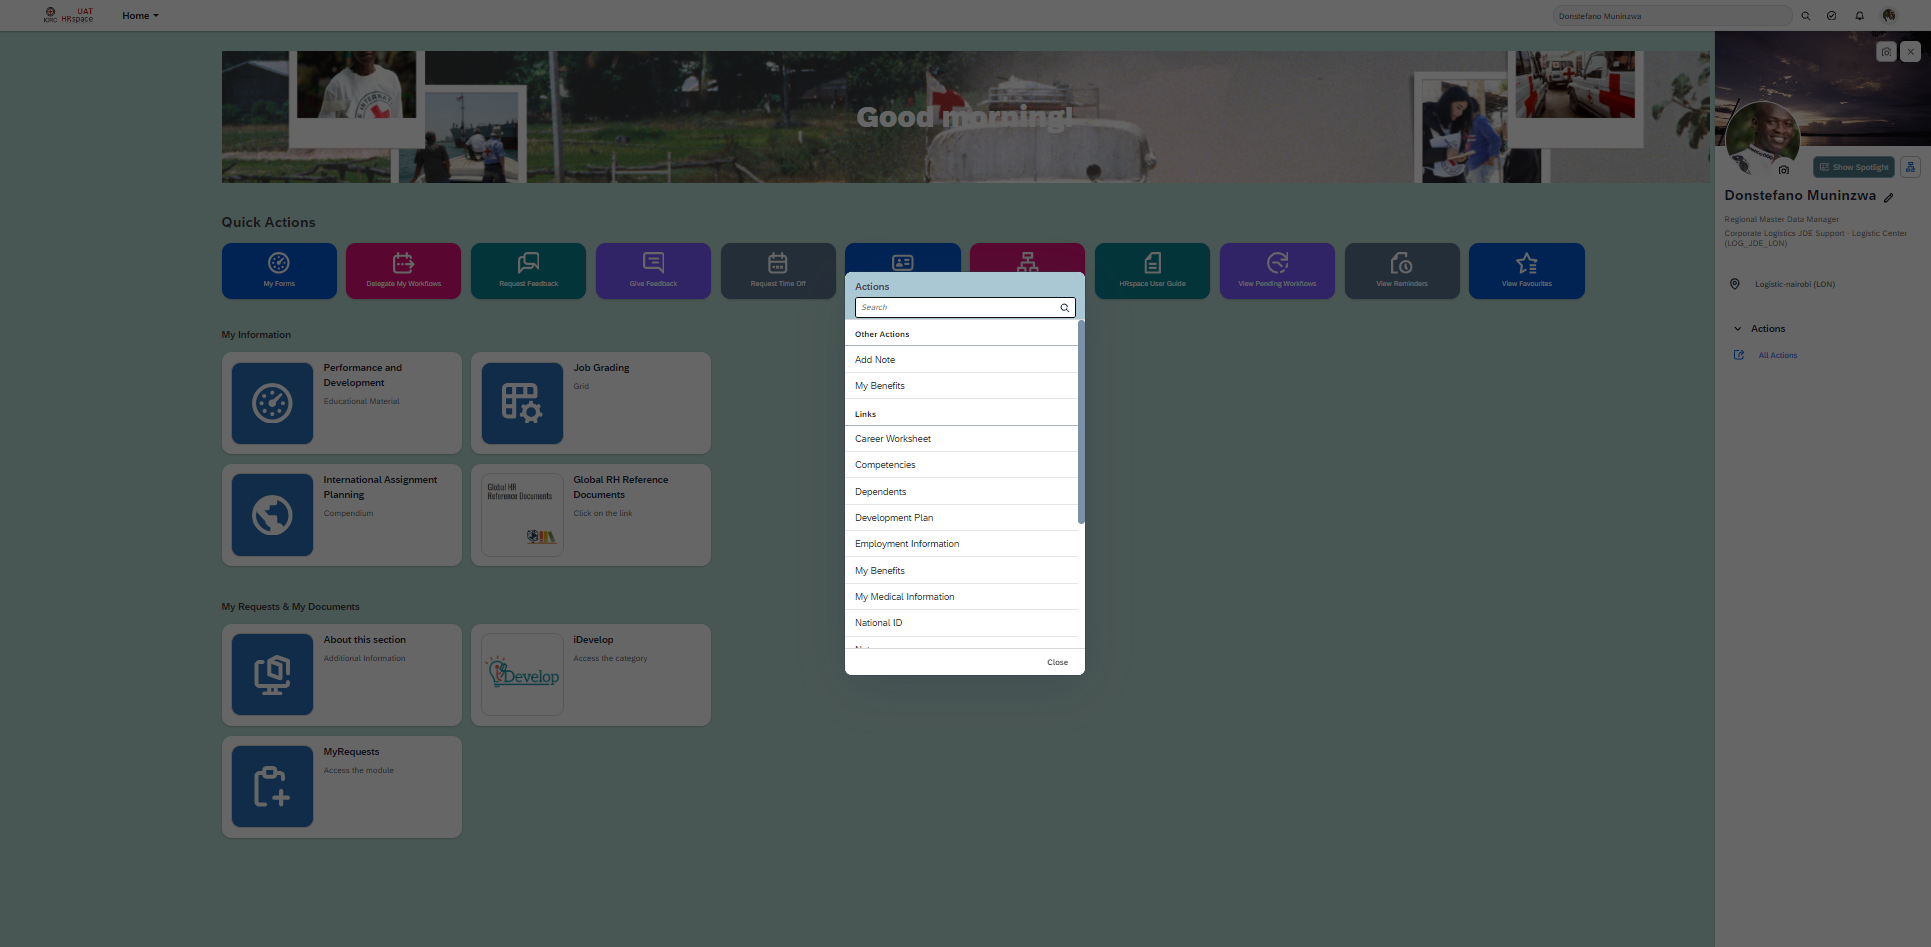 ICRC
UAT
HRspace
Home
Donstefano Muninzwa
Good morning!
Quick Actions
My Forms
Delegate My Workflows
Request Feedback
Give Feedback
Request Time Off
HRspace User Guide
View Pending Workflows
View Reminders
View Favourites
My Information
Performance and
Development
Educational Material
Job Grading
Grid
International Assignment
Planning
Compendium
Global HR
Reference Documents
Global RH Reference
Documents
Click on the link
My Requests & My Documents
About this section
Additional Information
iDevelop
Access the category
Develop
MyRequests
Access the module
Actions
Search
Other Actions
Add Note
My Benefits
Links
Career Worksheet
Competencies
Dependents
Development Plan
Employment Information
My Benefits
My Medical Information
National ID
Close
Show Spotlight
Donstefano Muninzwa
Regional Master Data Manager
Corporate Logistics JDE Support - Logistic Center
(LOG_JDE_LON)
Logistic-nairobi (LON)
Actions
All Actions